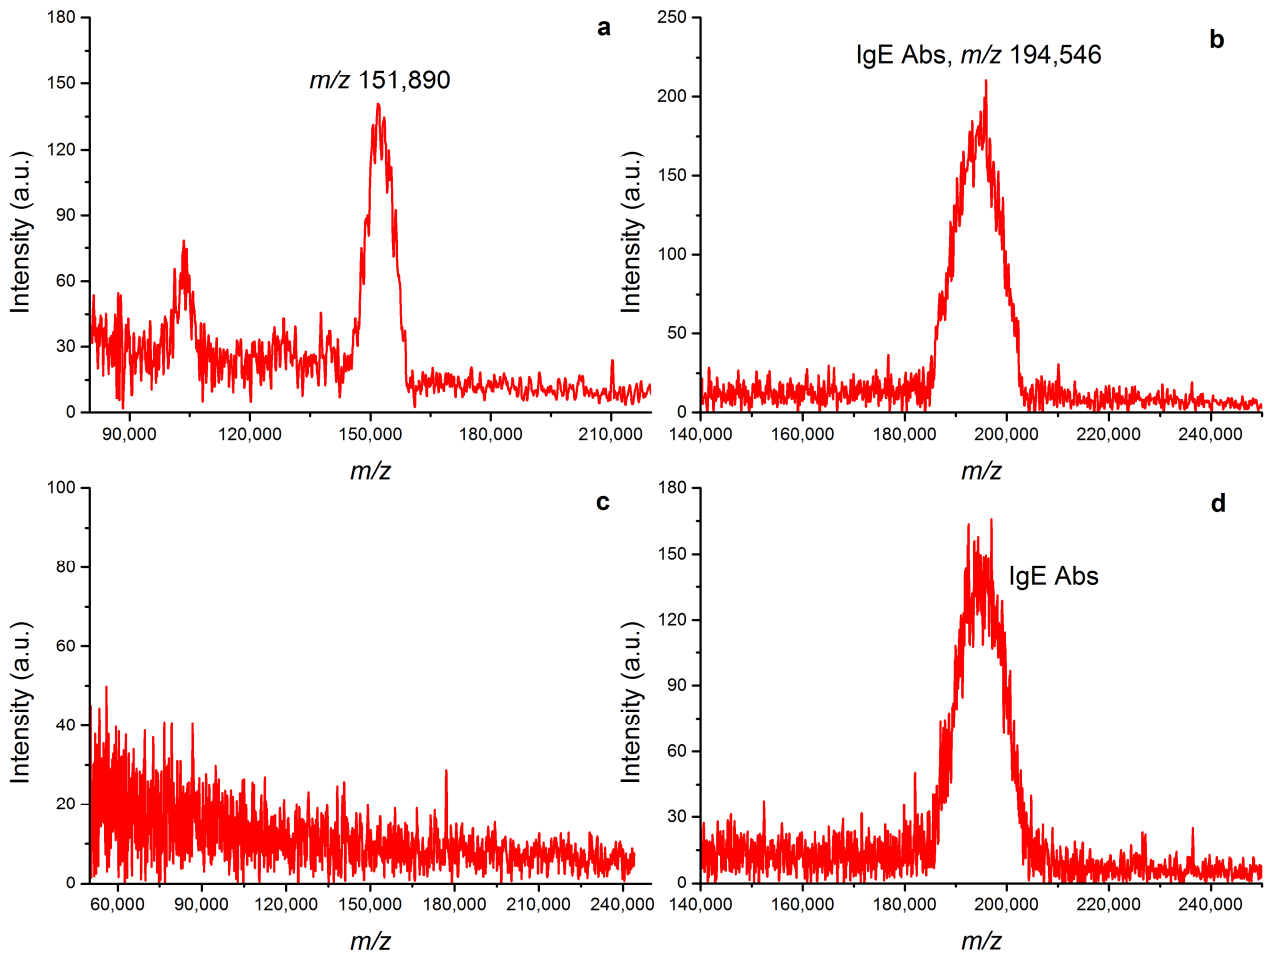 a
m/z 151,890
Intensity (a.u.)
180
150
120
90
60
30
0
90,000 120,000 150,000 180,000 210,000
m/z
b
IgE Abs, m/z 194,546
Intensity (a.u.)
250
200
150
100
50
0
140,000 160,000 180,000 200,000 220,000 240,000
m/z
c
Intensity (a.u.)
100
80
60
40
20
0
60,000 90,000 120,000 150,000 180,000 210,000 240,000
m/z
d
IgE Abs
Intensity (a.u.)
180
150
120
90
60
30
0
140,000 160,000 180,000 200,000 220,000 240,000
m/z